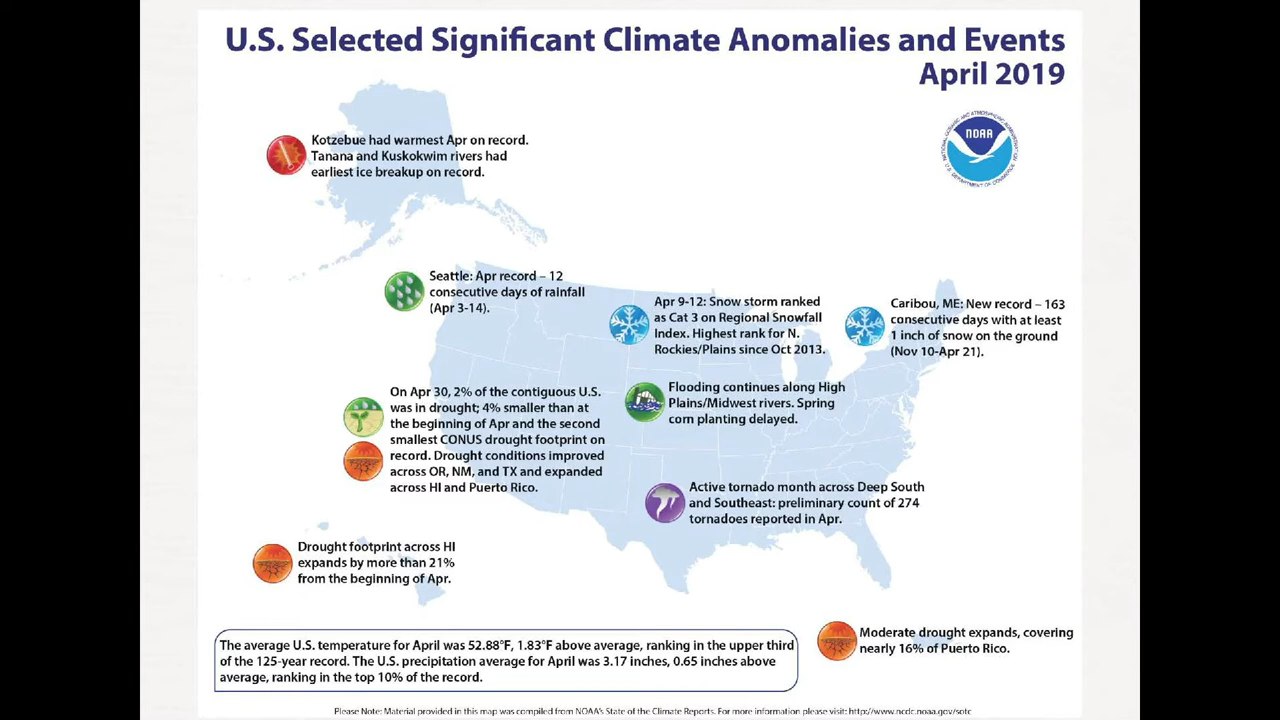 U.S. Selected Significant Climate Anomalies and Events
April 2019
NATIONAL OCEANIC AND ATMOSPHERIC ADMINISTRATION
NOAA
U.S. DEPARTMENT OF COMMERCE
Kotzebue had warmest Apr on record.
Tanana and Kuskokwim rivers had
earliest ice breakup on record.
Seattle: Apr record – 12
consecutive days of rainfall
(Apr 3-14).
Apr 9-12: Snow storm ranked
as Cat 3 on Regional Snowfall
Index. Highest rank for N.
Rockies/Plains since Oct 2013.
Caribou, ME: New record – 163
consecutive days with at least
1 inch of snow on the ground
(Nov 10-Apr 21).
On Apr 30, 2% of the contiguous U.S.
was in drought; 4% smaller than at
the beginning of Apr and the second
smallest CONUS drought footprint on
record. Drought conditions improved
across OR, NM, and TX and expanded
across HI and Puerto Rico.
Flooding continues along High
Plains/Midwest rivers. Spring
corn planting delayed.
Active tornado month across Deep South
and Southeast: preliminary count of 274
tornadoes reported in Apr.
Drought footprint across HI
expands by more than 21%
from the beginning of Apr.
Moderate drought expands, covering
nearly 16% of Puerto Rico.
The average U.S. temperature for April was 52.88°F, 1.83°F above average, ranking in the upper third
of the 125-year record. The U.S. precipitation average for April was 3.17 inches, 0.65 inches above
average, ranking in the top 10% of the record.
Please Note: Material provided in this map was compiled from NOAA's State of the Climate Reports. For more information please visit: http://www.ncdc.noaa.gov/sotc